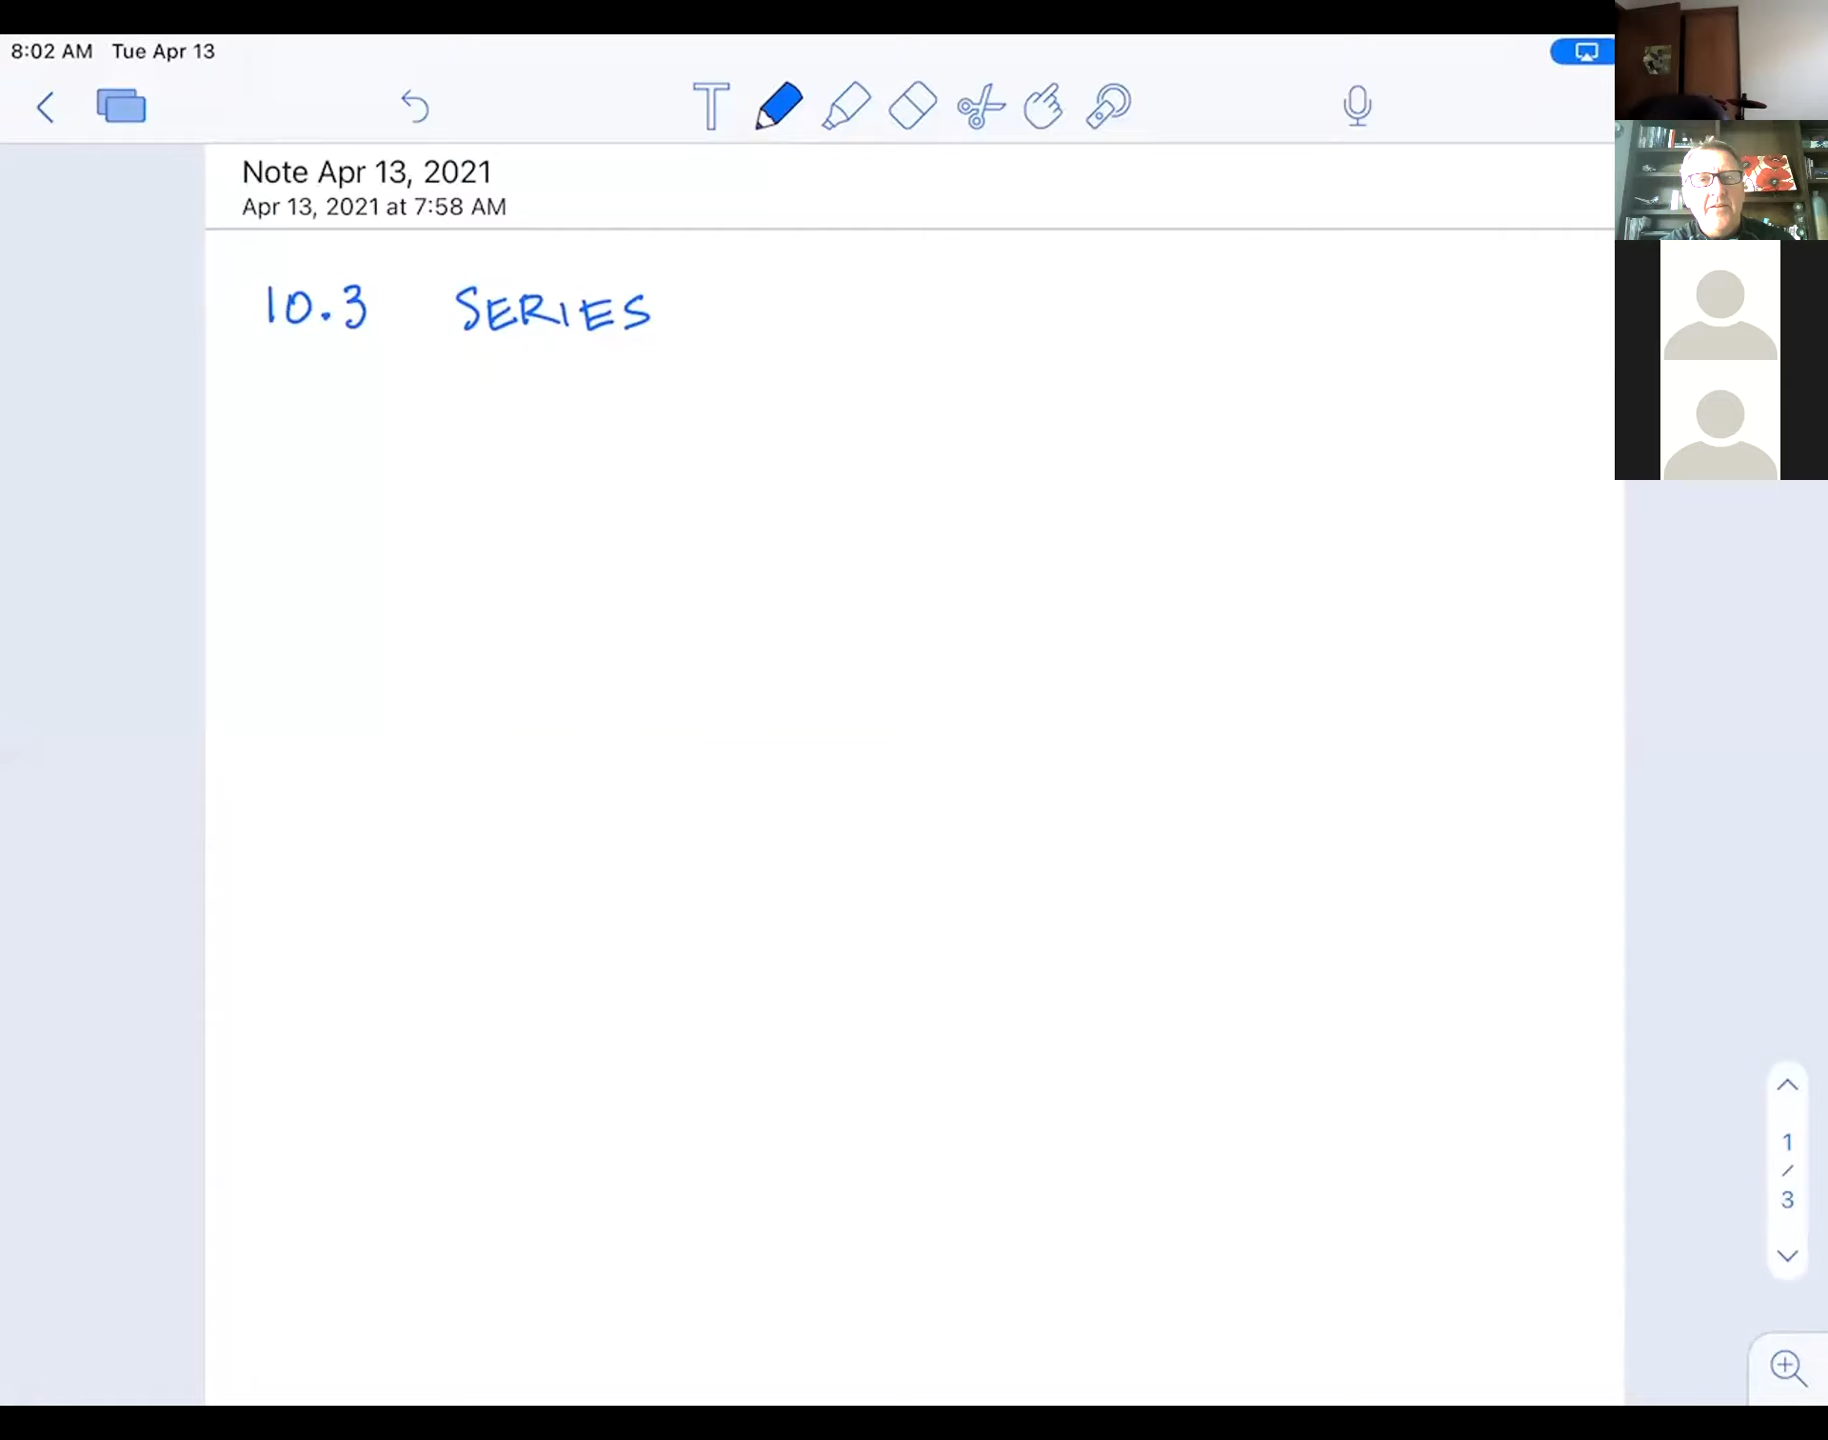 8:02 AM Tue Apr 13
T
Note Apr 13, 2021
Apr 13, 2021 at 7:58 AM
10.3 SERIES
1
/
3